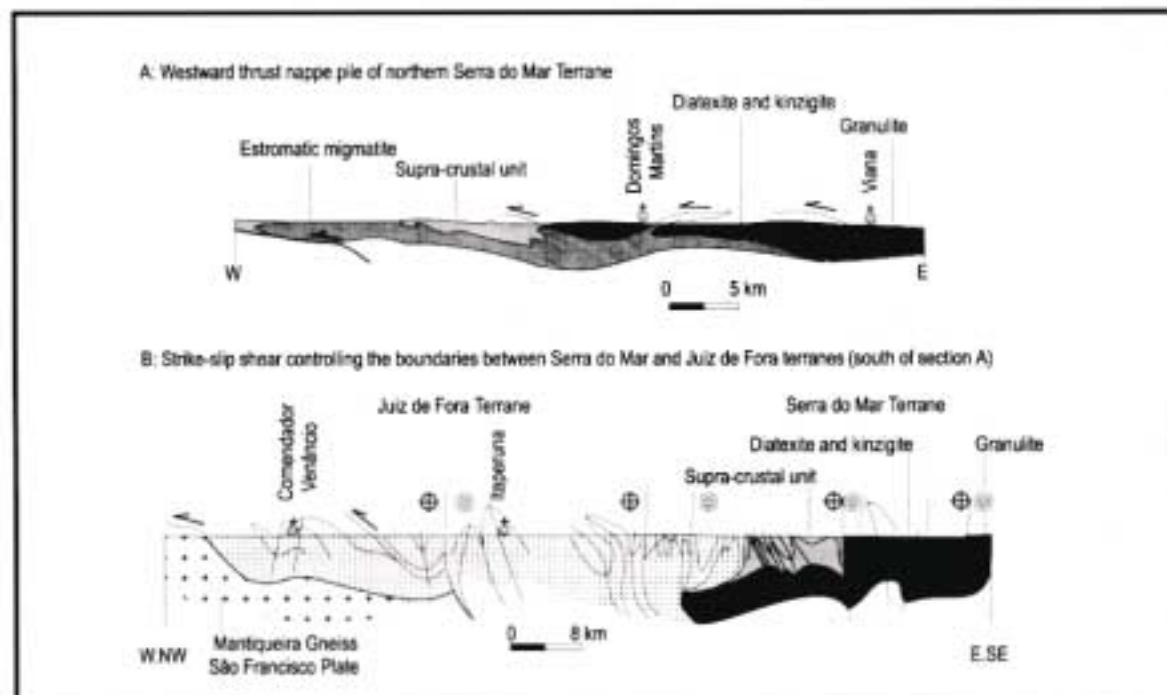 A: Westward thrust nappe pile of northern Serra do Mar Terrane
Diatexite and kinzigite
Granulite
Estromatic migmatite
Supra-crustal unit
Domingos
Martins
Viana
W
E
0 5 km
B: Strike-slip shear controlling the boundaries between Serra do Mar and Juiz de Fora terranes (south of section A)
Juiz de Fora Terrane
Serra do Mar Terrane
Comendador
Venâncio
Itaperuna
Diatexite and kinzigite
Granulite
Supra-crustal unit
0 8 km
W.NW
Mantiqueira Gneiss
São Francisco Plate
E.SE